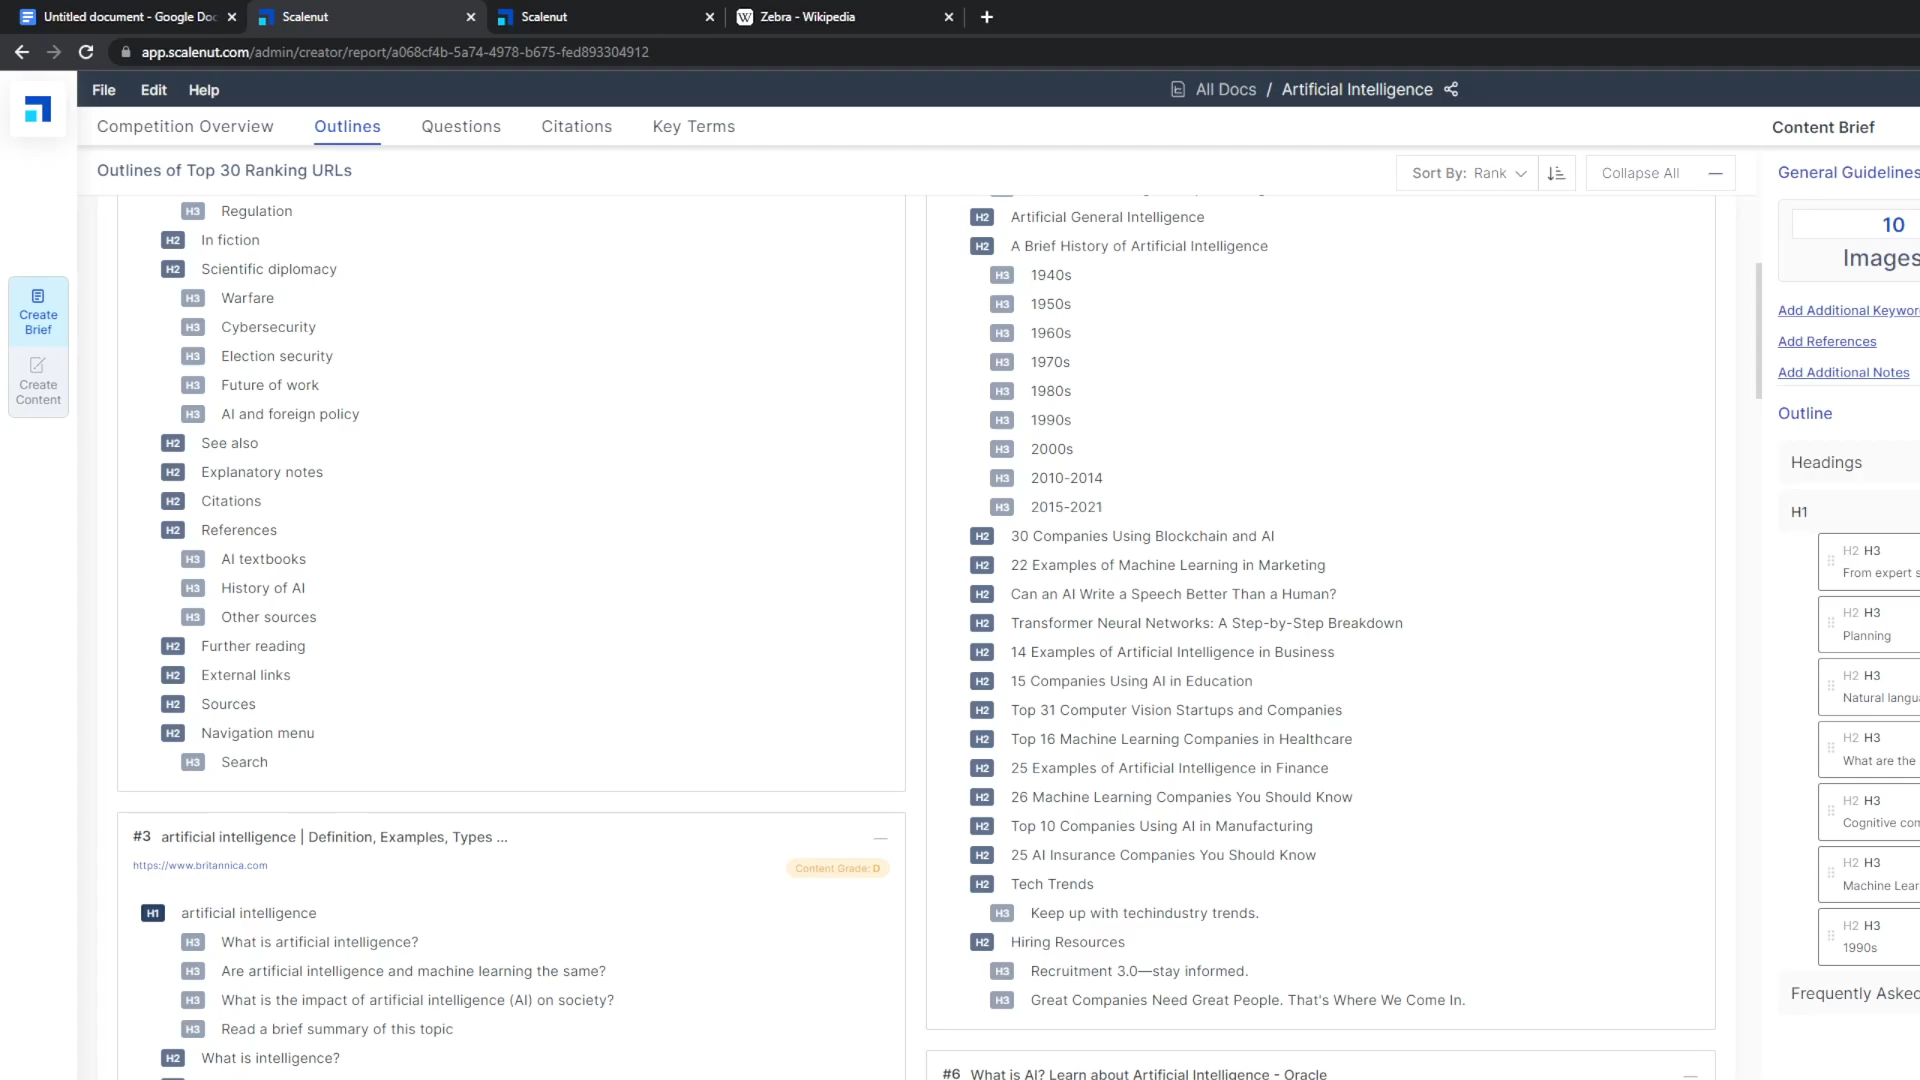 Untitled document - Google Doc
Scalenut
Scalenut
Zebra - Wikipedia
app.scalenut.com/admin/creator/report/a068cf4b-5a74-4978-b675-fed893304912
File Edit Help
All Docs / Artificial Intelligence
Competition Overview Outlines Questions Citations Key Terms
Content Brief
Outlines of Top 30 Ranking URLs
Sort By: Rank
Collapse All
Create Brief
Create Content
H3 Regulation
H2 In fiction
H2 Scientific diplomacy
H3 Warfare
H3 Cybersecurity
H3 Election security
H3 Future of work
H3 AI and foreign policy
H2 See also
H2 Explanatory notes
H2 Citations
H2 References
H3 AI textbooks
H3 History of AI
H3 Other sources
H2 Further reading
H2 External links
H2 Sources
H2 Navigation menu
H3 Search
#3 artificial intelligence | Definition, Examples, Types ...
https://www.britannica.com
Content Grade: D
H1 artificial intelligence
H3 What is artificial intelligence?
H3 Are artificial intelligence and machine learning the same?
H3 What is the impact of artificial intelligence (AI) on society?
H3 Read a brief summary of this topic
H2 What is intelligence?
H2 Artificial General Intelligence
H2 A Brief History of Artificial Intelligence
H3 1940s
H3 1950s
H3 1960s
H3 1970s
H3 1980s
H3 1990s
H3 2000s
H3 2010-2014
H3 2015-2021
H2 30 Companies Using Blockchain and AI
H2 22 Examples of Machine Learning in Marketing
H2 Can an AI Write a Speech Better Than a Human?
H2 Transformer Neural Networks: A Step-by-Step Breakdown
H2 14 Examples of Artificial Intelligence in Business
H2 15 Companies Using AI in Education
H2 Top 31 Computer Vision Startups and Companies
H2 Top 16 Machine Learning Companies in Healthcare
H2 25 Examples of Artificial Intelligence in Finance
H2 26 Machine Learning Companies You Should Know
H2 Top 10 Companies Using AI in Manufacturing
H2 25 AI Insurance Companies You Should Know
H2 Tech Trends
H3 Keep up with techindustry trends.
H2 Hiring Resources
H3 Recruitment 3.0—stay informed.
H3 Great Companies Need Great People. That's Where We Come In.
#6 What is AI? Learn about Artificial Intelligence - Oracle
General Guidelines
10
Images
Add Additional Keywor
Add References
Add Additional Notes
Outline
Headings
H1
H2 H3
From expert s
H2 H3
Planning
H2 H3
Natural langua
H2 H3
What are the
H2 H3
Cognitive com
H2 H3
Machine Lear
H2 H3
1990s
Frequently Asked